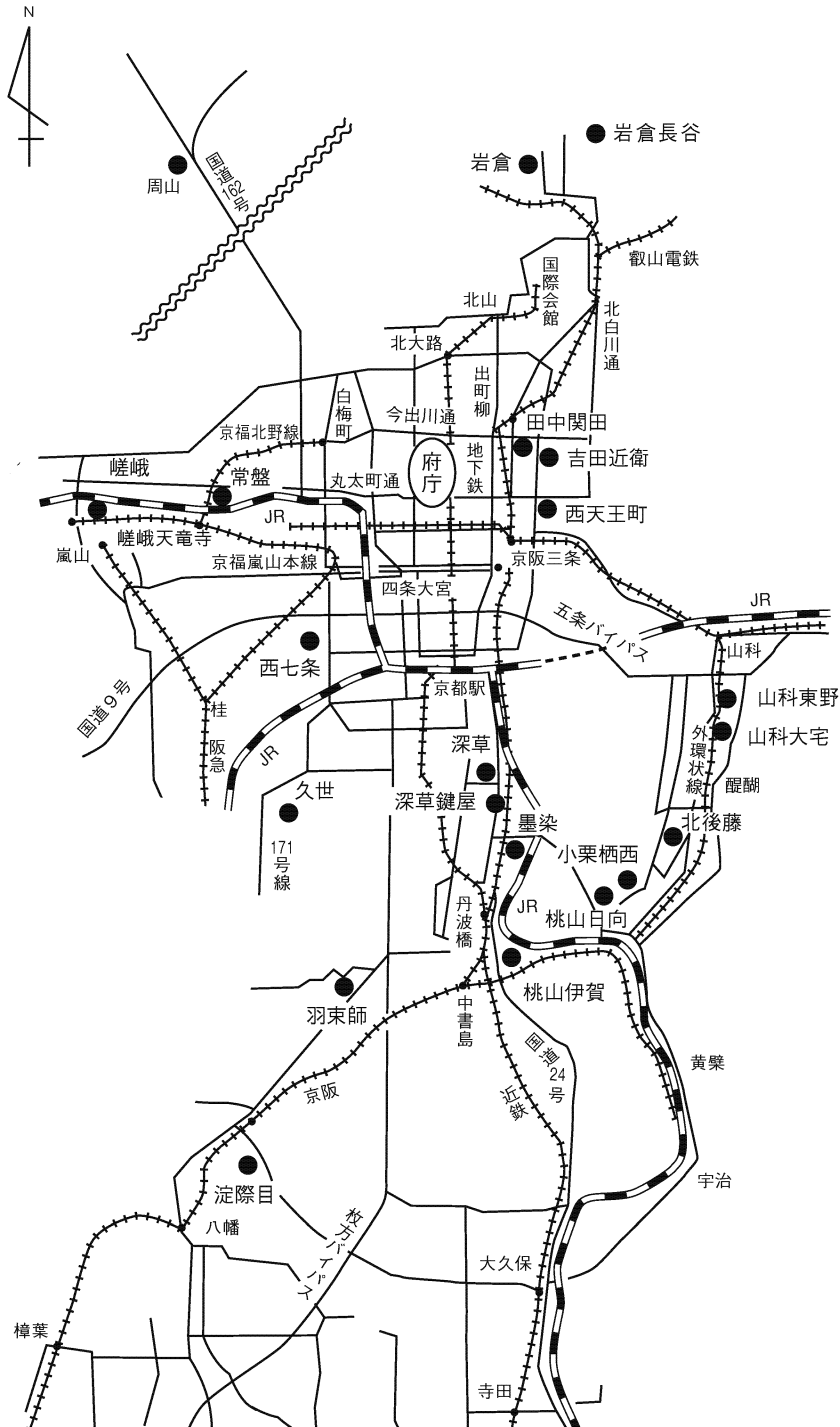 N
岩倉長谷
岩倉
周山
国道162号
叡山電鉄
国際会館
北山
北白川通
北大路
出町柳
白梅町
今出川通
田中関田
京福北野線
地下鉄
府庁
吉田近衛
嵯峨
常盤
丸太町通
西天王町
JR
嵯峨天竜寺
嵐山
京福嵐山本線
京阪三条
四条大宮
JR
五条バイパス
山科
西七条
京都駅
山科東野
国道9号
桂
外環状線
山科大宅
阪急
JR
深草
醍醐
久世
深草鍵屋
墨染
北後藤
171号線
小栗栖西
JR
丹波橋
桃山日向
桃山伊賀
羽束師
中書島
国道24号
黄檗
京阪
近鉄
宇治
淀際目
枚方バイパス
八幡
大久保
樟葉
寺田